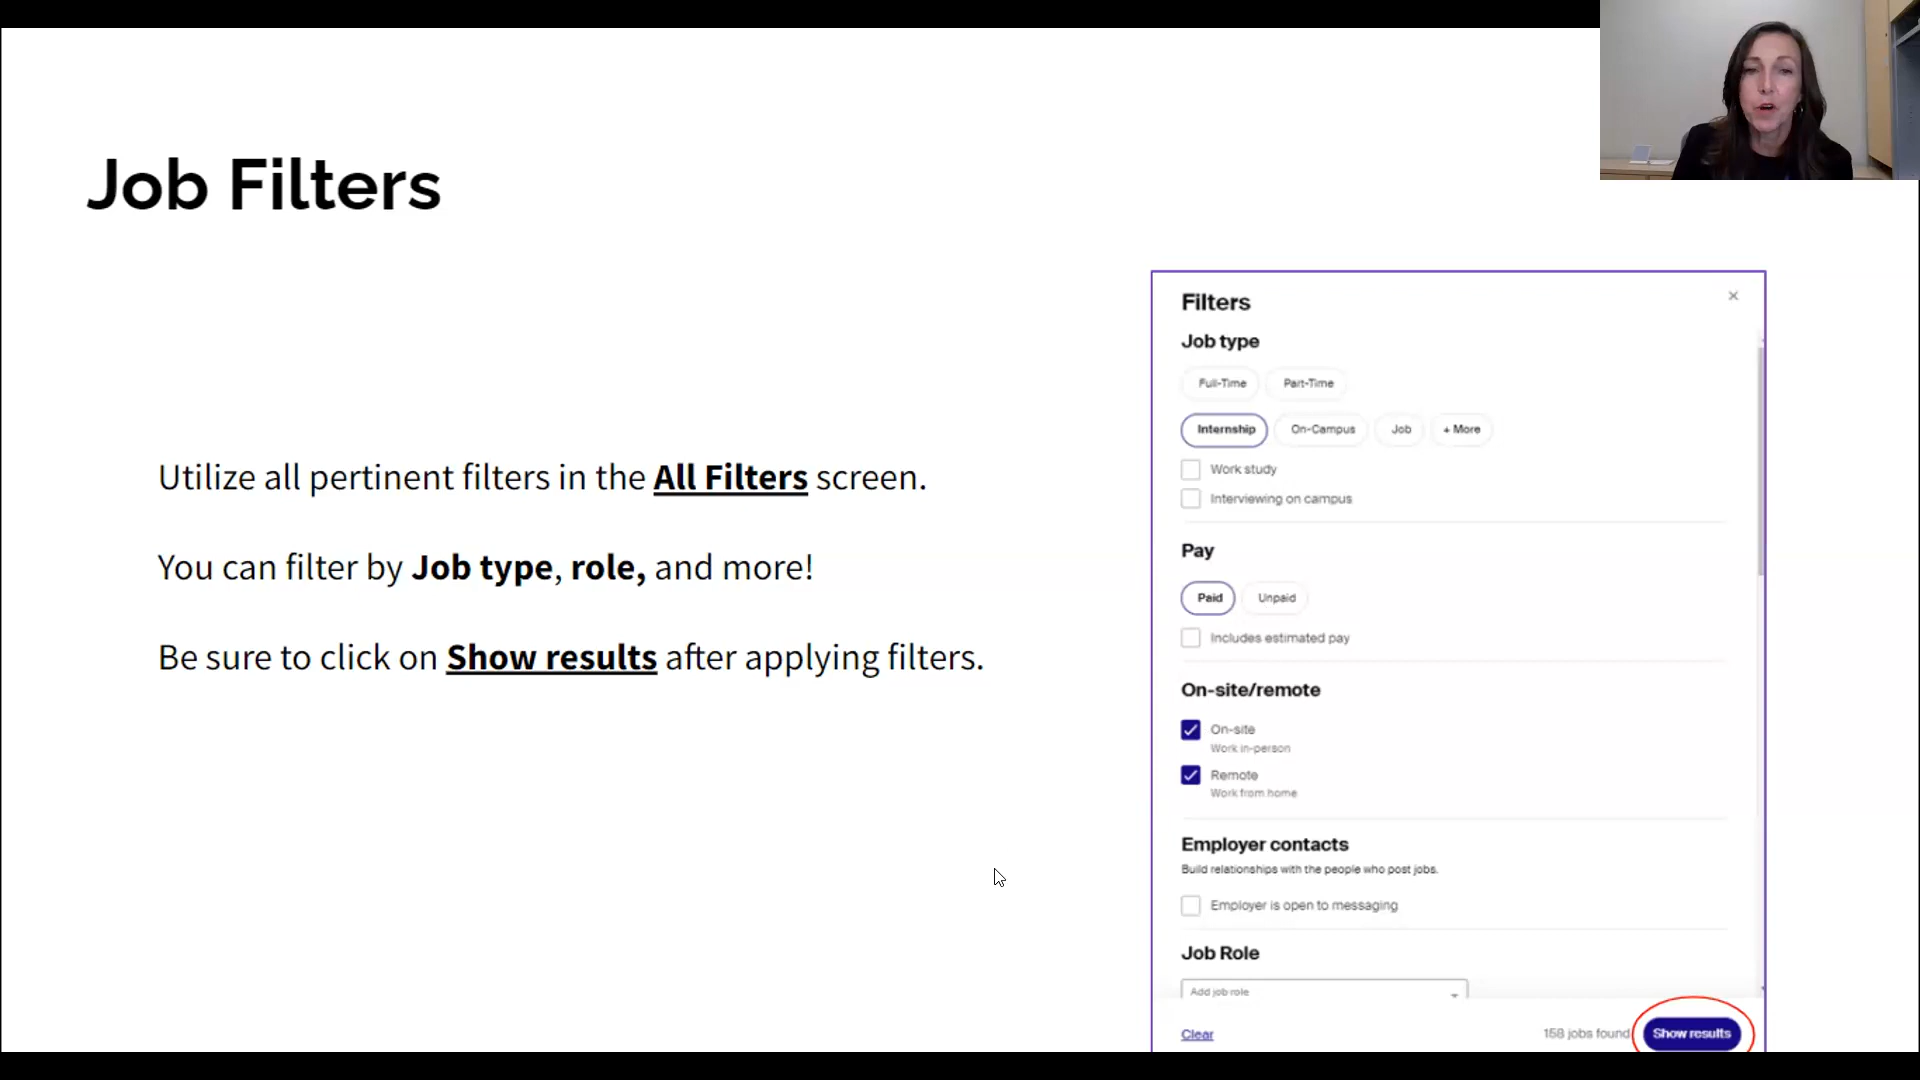 Job Filters
Utilize all pertinent filters in the All Filters screen.
You can filter by Job type, role, and more!
Be sure to click on Show results after applying filters.
Filters
Job type
Full-Time Part-Time
Internship On-Campus Job + More
Work study
Interviewing on campus
Pay
Paid Unpaid
Includes estimated pay
On-site/remote
On-site
Work in-person
Remote
Work from home
Employer contacts
Build relationships with the people who post jobs.
Employer is open to messaging
Job Role
Add job role
Clear 158 jobs found Show results